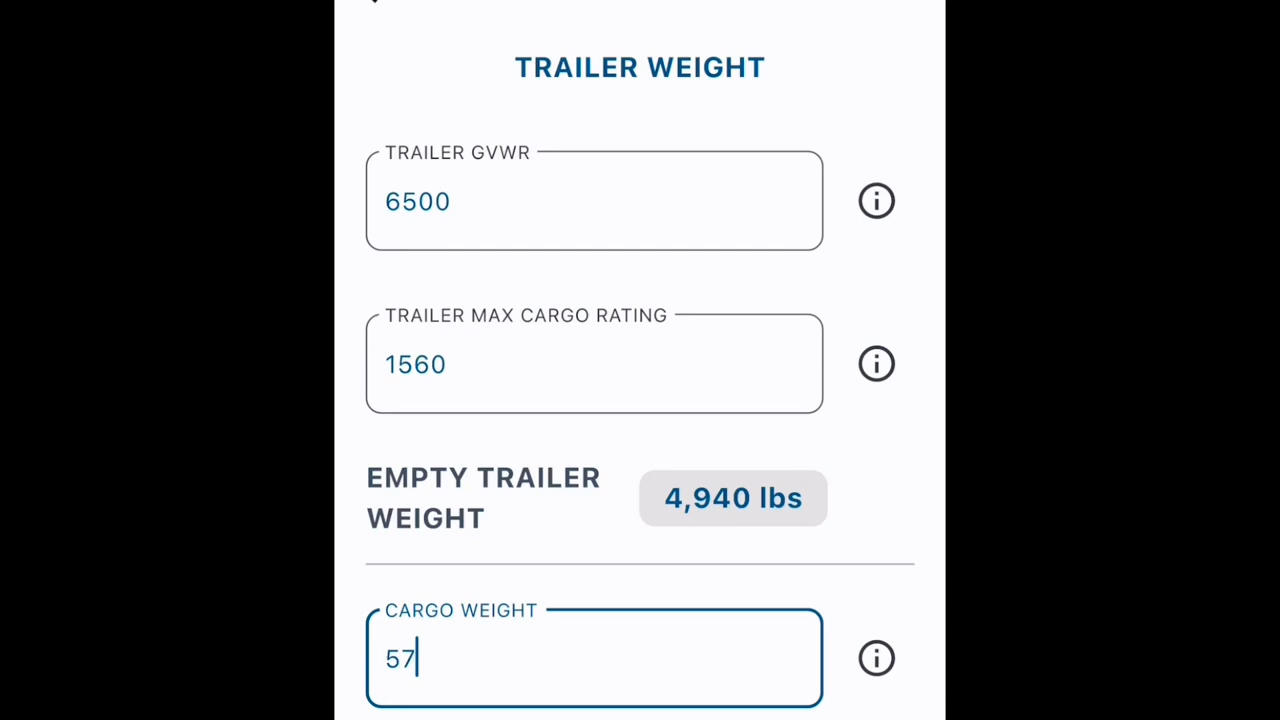 TRAILER WEIGHT
TRAILER GVWR
6500
TRAILER MAX CARGO RATING
1560
EMPTY TRAILER
WEIGHT
4,940 lbs
CARGO WEIGHT
57